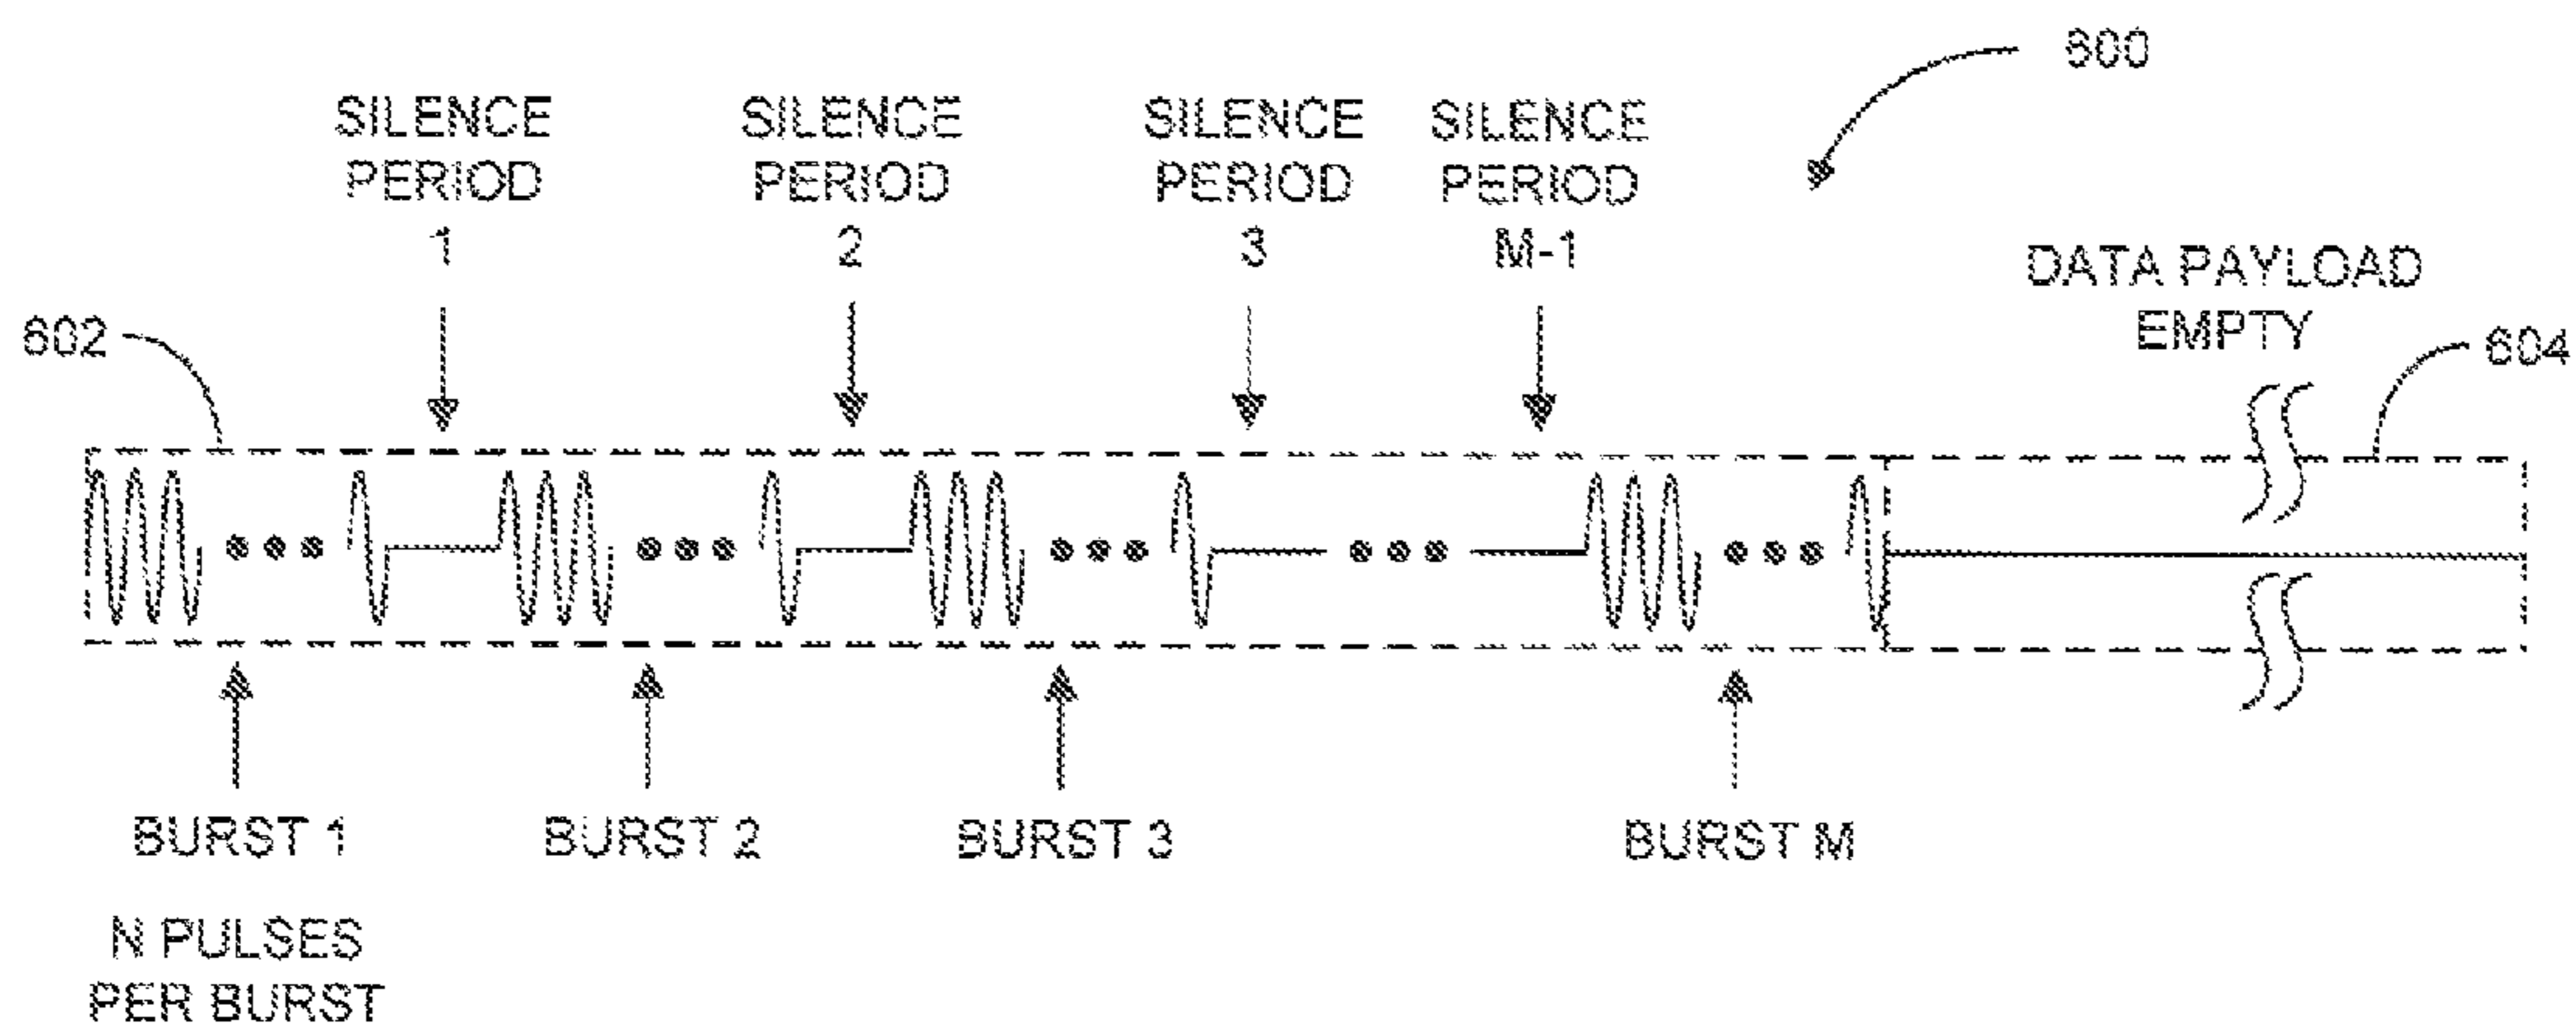 600
SILENCE
PERIOD
1
SILENCE
PERIOD
2
SILENCE
PERIOD
3
SILENCE
PERIOD
M-1
DATA PAYLOAD
EMPTY
602
604
BURST 1
BURST 2
BURST 3
BURST M
N PULSES
PER BURST